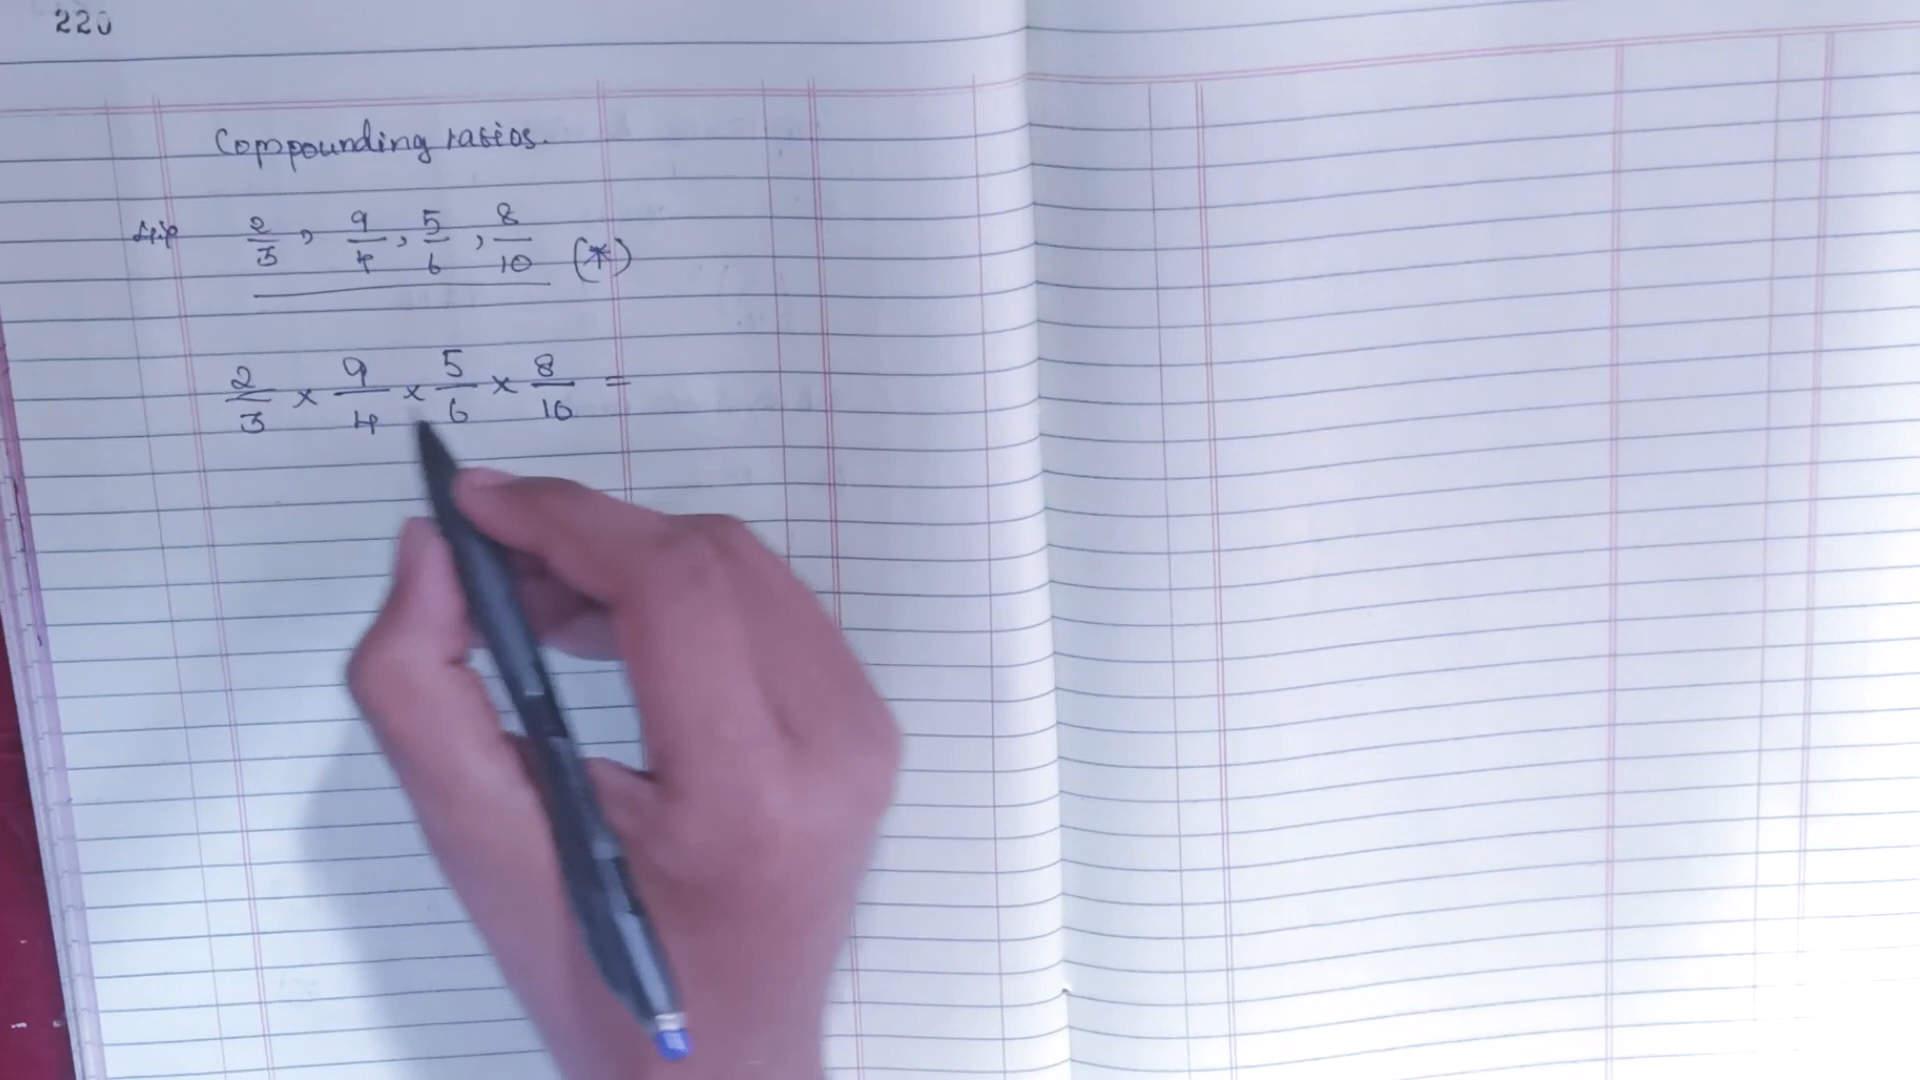 220
Compounding ratios.
2/3, 9/4, 5/6, 8/10 (*)
2/3 × 9/4 × 5/6 × 8/10 =